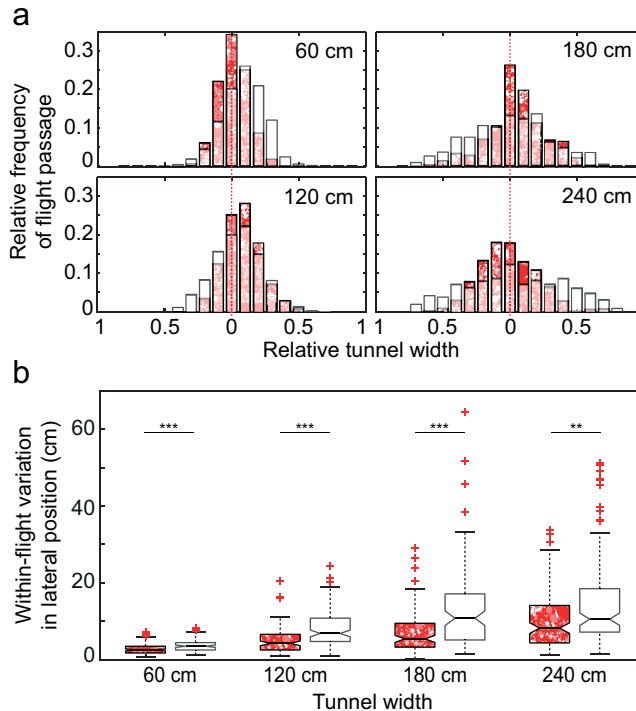 a
60 cm
180 cm
0.3
0.2
0.1
0
120 cm
240 cm
0.3
0.2
0.1
0
Relative frequency
of flight passage
1 0.5 0 0.5 1 0.5 0 0.5
Relative tunnel width
b
*** *** *** **
60
40
20
0
Within-flight variation
in lateral position (cm)
60 cm 120 cm 180 cm 240 cm
Tunnel width